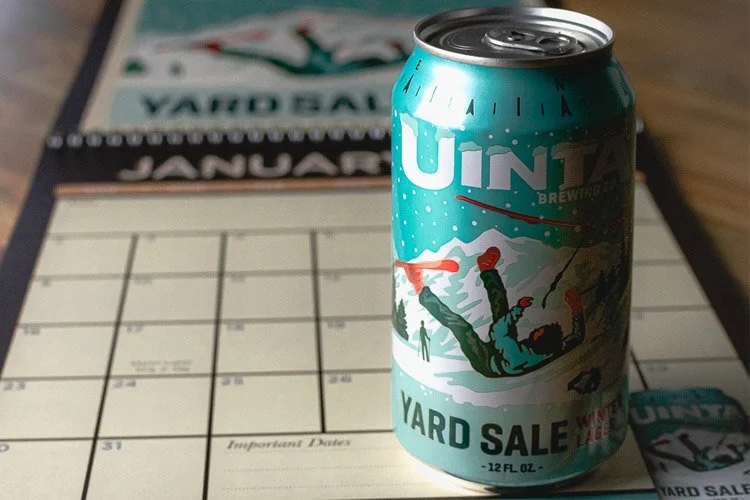 YARD SAL
JANUARY
E N
UINTA
BREWING CO
YARD SALE
WINTER
LAGER
- 12 FL. OZ. -
17
18
19
23
24
25
26
31
Important Dates
UINTA
YARD SALE